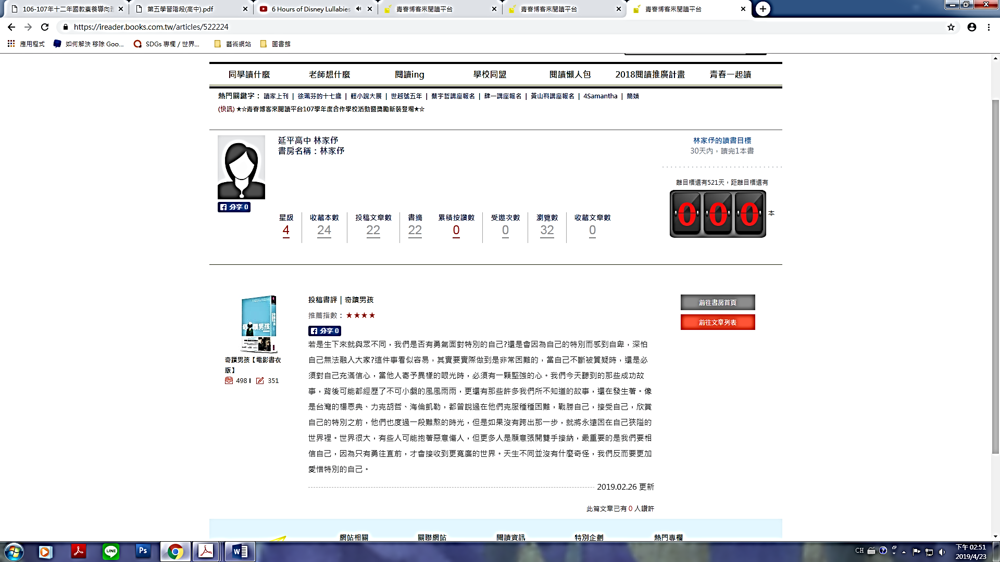 106-107年十二年國教素養導向
第五學習階段(高中).pdf
6 Hours of Disney Lullabies
青春博客來閱讀平台
青春博客來閱讀平台
青春博客來閱讀平台
https://ireader.books.com.tw/articles/522224
應用程式
如何解決 移除 Goo...
SDGs 專欄 / 世界...
藝術網站
圖書館
同學讀什麼 老師想什麼 閱讀ing 學校同盟 閱讀懶人包 2018閱讀推廣計畫 青春一起讀
熱門關鍵字： 讀家上刊 | 徐珮芬的十七歲 | 輕小說大展 | 世越號五年 | 蔡宇哲講座報名 | 肆一講座報名 | 黃山料講座報名 | 4Samantha | 簡媜
(快訊) ★☆青春博客來閱讀平台107學年度合作學校活動暨獎勵新裝登場★☆
延平高中 林家伃
書房名稱：林家伃
分享 0
林家伃的讀書目標
30天內，讀完1本書
離目標還有521天，距離目標還有
0 0 0 本
星級 收藏本數 投稿文章數 書摘 累積按讚數 受邀次數 瀏覽數 收藏文章數
4 24 22 22 0 0 32 0
奇蹟男孩
奇蹟男孩【電影書衣
版】
498 351
投稿書評 | 奇蹟男孩
推薦指數：★★★★
分享 0
若是生下來就與眾不同，我們是否有勇氣面對特別的自己?還是會因為自己的特別而感到自卑，深怕
自己無法融入大家?這件事看似容易，其實要實際做到是非常困難的，當自己不斷被質疑時，還是必
須對自己充滿信心，當他人寄予異樣的眼光時，必須有一顆堅強的心。我們今天聽到的那些成功故
事，背後可能都經歷了不可小覷的風風雨雨，更還有那些許多我們所不知道的故事，還在發生著。像
是台灣的楊恩典、力克胡哲、海倫凱勒，都曾說過在他們克服種種困難，戰勝自己，接受自己，欣賞
自己的特別之前，他們也度過一段難熬的時光，但是如果沒有跨出那一步，就將永遠困在自己狹隘的
世界裡。世界很大，有些人可能抱著惡意傷人，但更多人是願意張開雙手接納，最重要的是我們要相
信自己，因為只有勇往直前，才會接收到更寬廣的世界。天生不同並沒有什麼奇怪，我們反而要更加
愛惜特別的自己。
2019.02.26 更新
此篇文章已有 0 人讚許
前往書房首頁
前往文章列表
網站相關 關聯網站 閱讀資訊 特別企劃 熱門專欄
LINE
Ps
W
CH
下午 02:51
2019/4/23